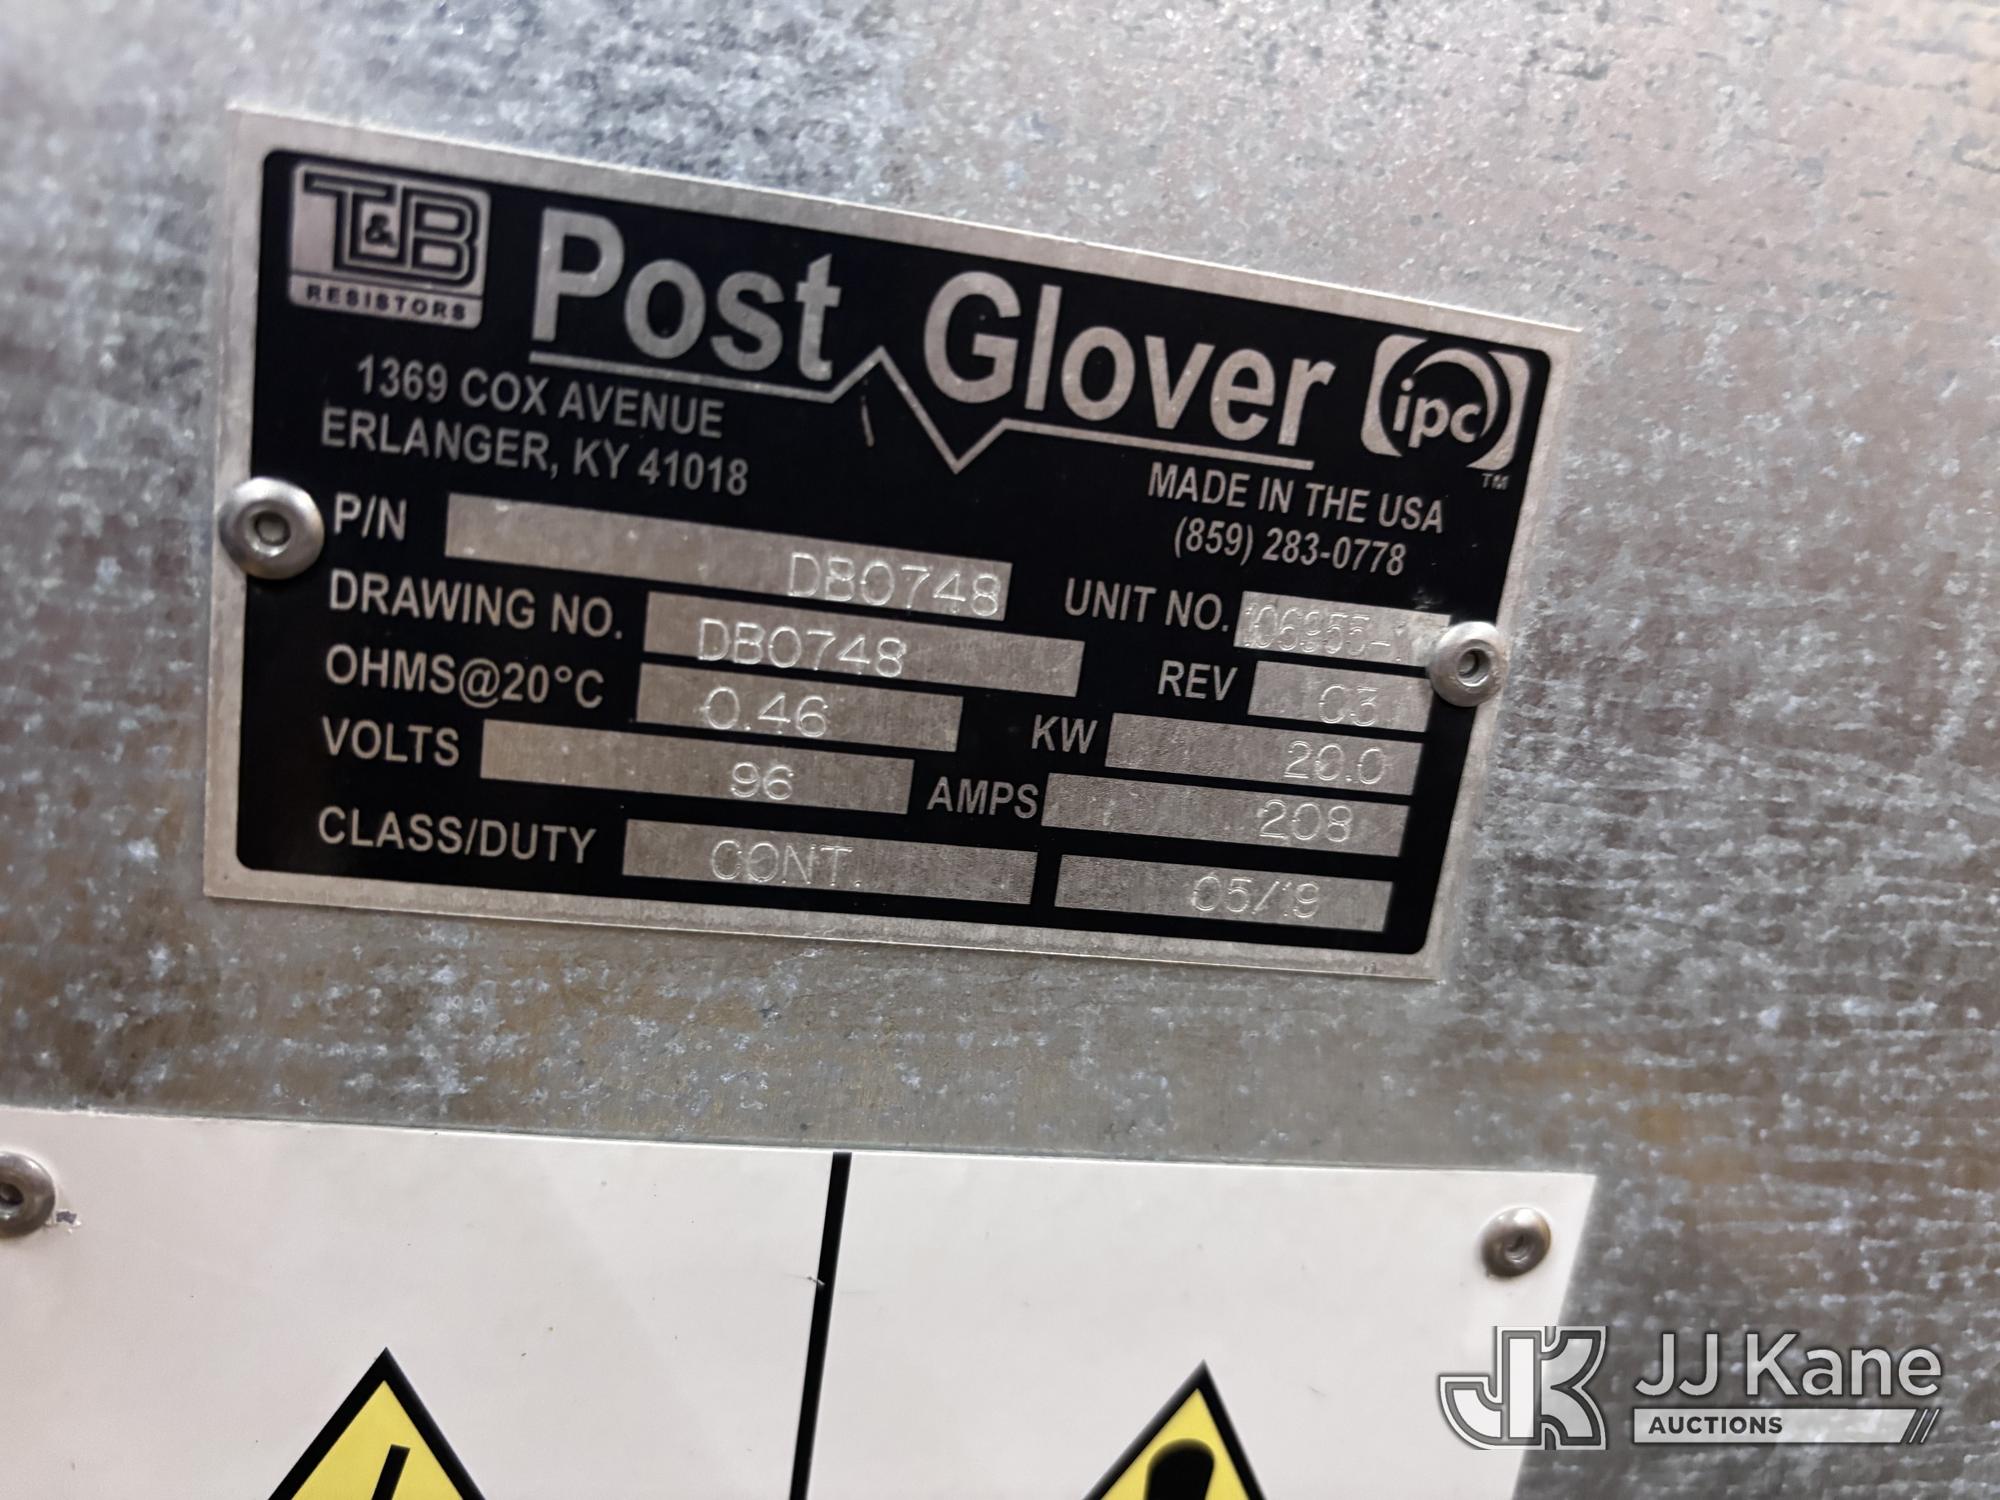 T&B
RESISTORS
Post Glover
ipc
TM
1369 COX AVENUE
ERLANGER, KY 41018
MADE IN THE USA
(859) 283-0778
P/N DB0748
UNIT NO.
DRAWING NO. DB0748
REV 03
OHMS@20°C 0.46
KW 20.0
VOLTS 96
AMPS 208
CLASS/DUTY CONT.
05/19
JK JJ Kane
AUCTIONS